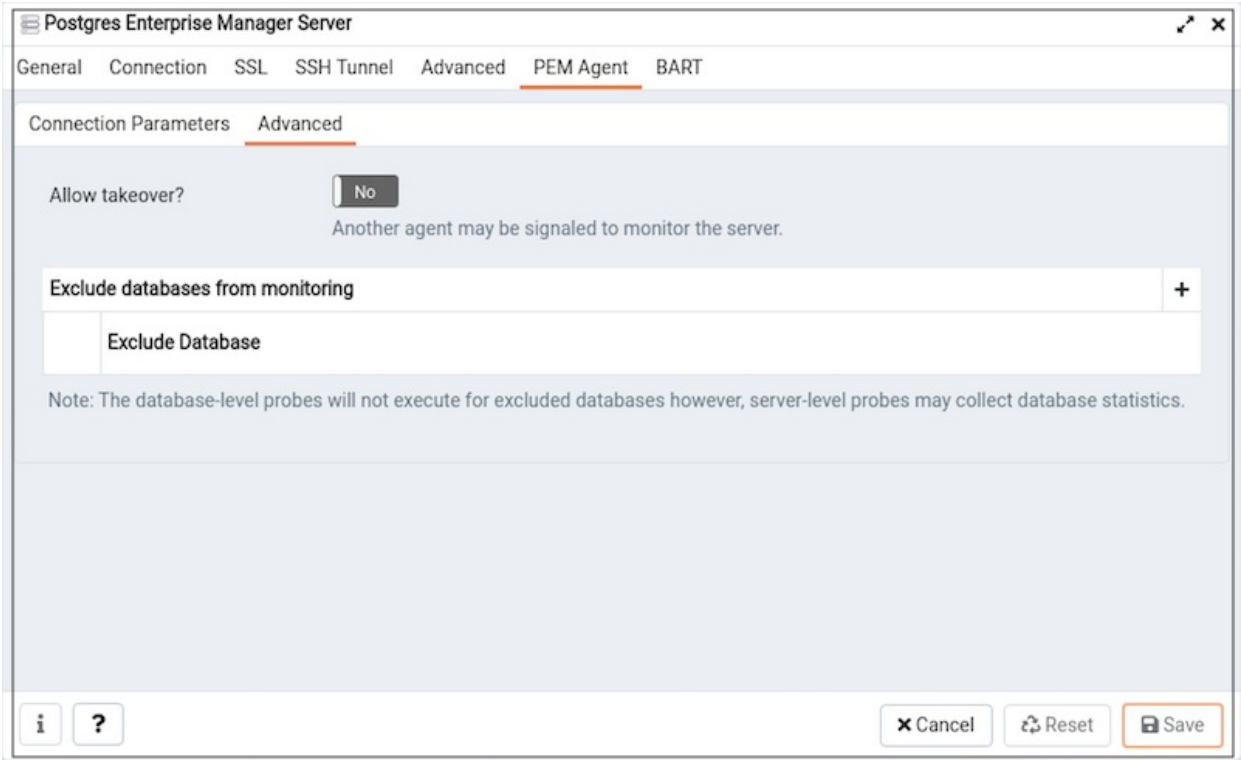 Postgres Enterprise Manager Server
General Connection SSL SSH Tunnel Advanced PEM Agent BART
Connection Parameters Advanced
Allow takeover? No
Another agent may be signaled to monitor the server.
Exclude databases from monitoring +
Exclude Database
Note: The database-level probes will not execute for excluded databases however, server-level probes may collect database statistics.
i ? Cancel Reset Save